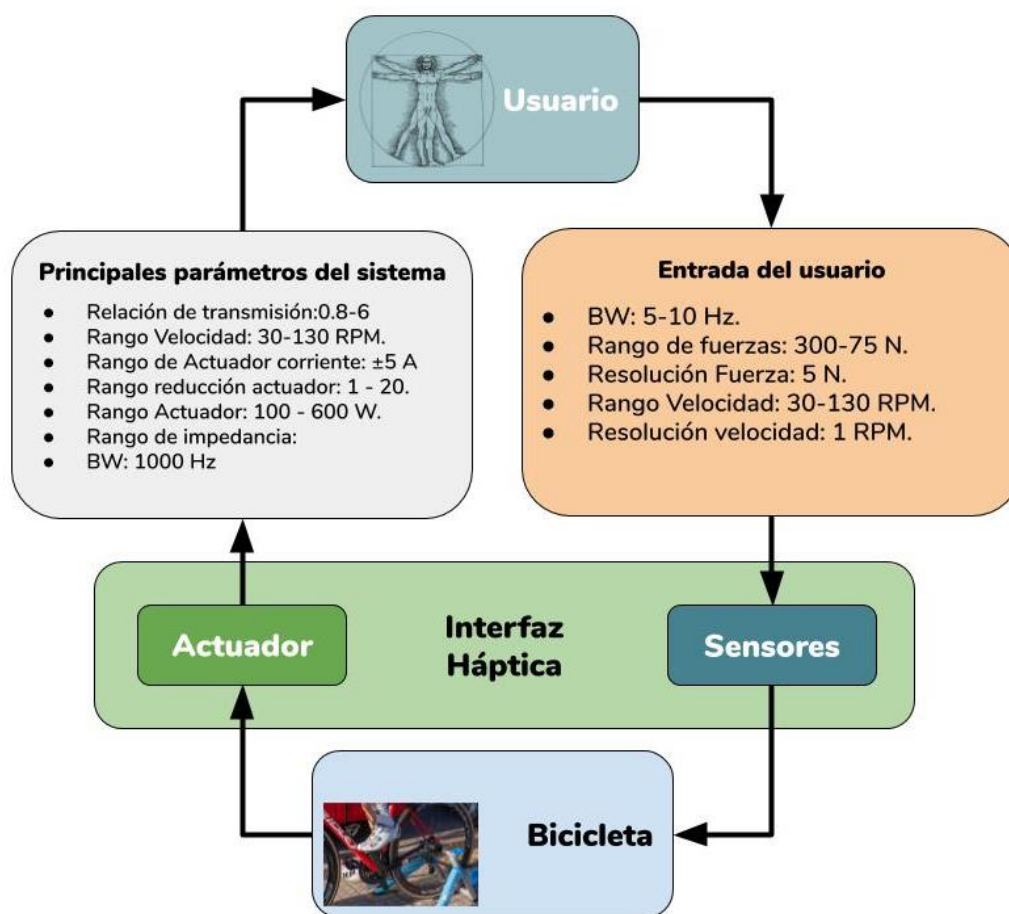 Usuario
Principales parámetros del sistema
● Relación de transmisión:0.8-6
● Rango Velocidad: 30-130 RPM.
● Rango de Actuador corriente: ±5 A
● Rango reducción actuador: 1 - 20.
● Rango Actuador: 100 - 600 W.
● Rango de impedancia:
● BW: 1000 Hz
Entrada del usuario
● BW: 5-10 Hz.
● Rango de fuerzas: 300-75 N.
● Resolución Fuerza: 5 N.
● Rango Velocidad: 30-130 RPM.
● Resolución velocidad: 1 RPM.
Actuador
Interfaz
Háptica
Sensores
Bicicleta